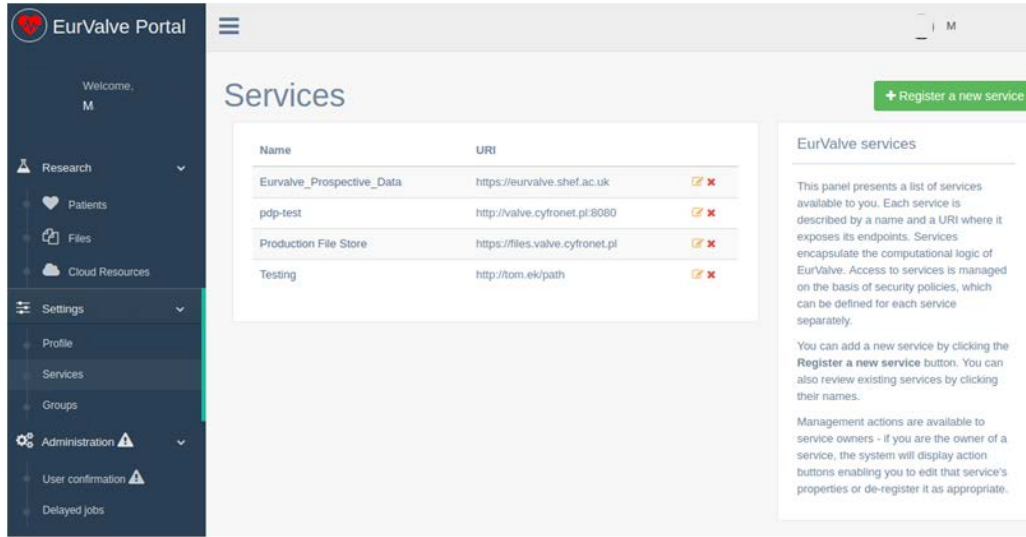 EurValve Portal
M
Welcome,
M
Research
Patients
Files
Cloud Resources
Settings
Profile
Services
Groups
Administration
User confirmation
Delayed jobs
Services
+ Register a new service
Name URI
Eurvalve_Prospective_Data https://eurvalve.shef.ac.uk
pdp-test http://valve.cyfronet.pl:8080
Production File Store https://files.valve.cyfronet.pl
Testing http://tom.ek/path
EurValve services
This panel presents a list of services
available to you. Each service is
described by a name and a URI where it
exposes its endpoints. Services
encapsulate the computational logic of
EurValve. Access to services is managed
on the basis of security policies, which
can be defined for each service
separately.
You can add a new service by clicking the
Register a new service button. You can
also review existing services by clicking
their names.
Management actions are available to
service owners - if you are the owner of a
service, the system will display action
buttons enabling you to edit that service's
properties or de-register it as appropriate.